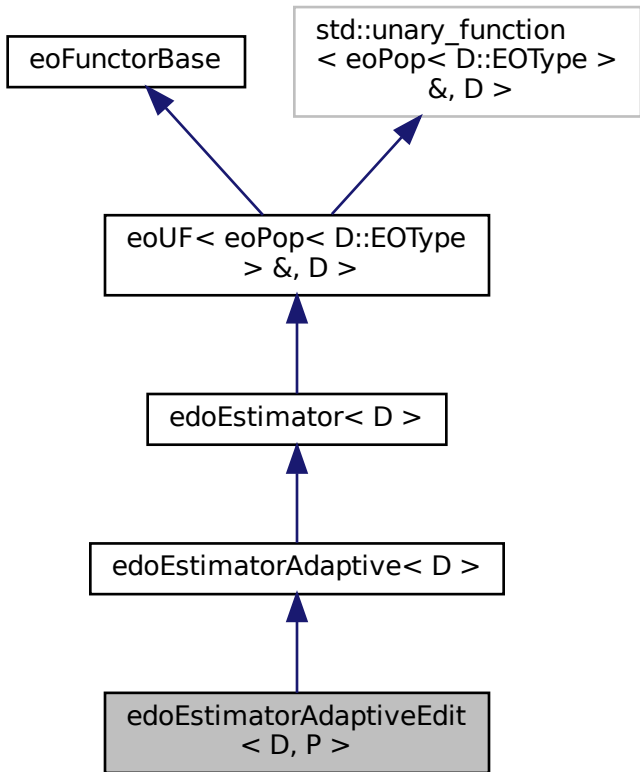 eoFunctorBase
std::unary_function
< eoPop< D::EOType >
&, D >
eoUF< eoPop< D::EOType
> &, D >
edoEstimator< D >
edoEstimatorAdaptive< D >
edoEstimatorAdaptiveEdit
< D, P >